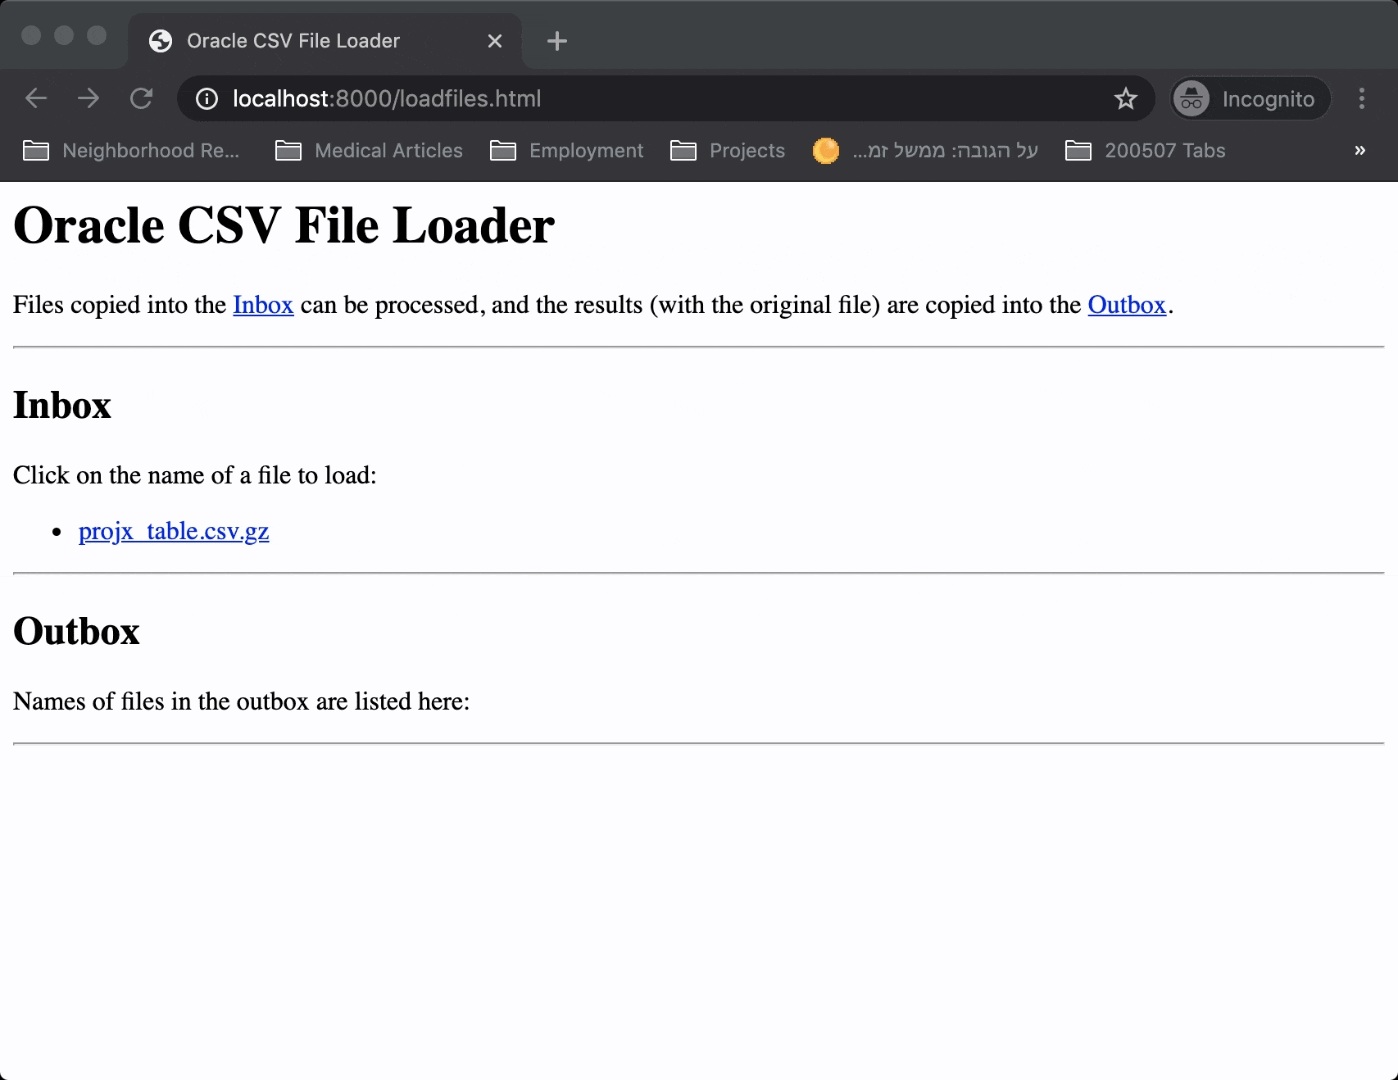 Oracle CSV File Loader
localhost:8000/loadfiles.html
Incognito
Neighborhood Re...
Medical Articles
Employment
Projects
על הגובה: ממשל זמ...
200507 Tabs
»
Oracle CSV File Loader
Files copied into the Inbox can be processed, and the results (with the original file) are copied into the Outbox.
Inbox
Click on the name of a file to load:
• projx_table.csv.gz
Outbox
Names of files in the outbox are listed here: